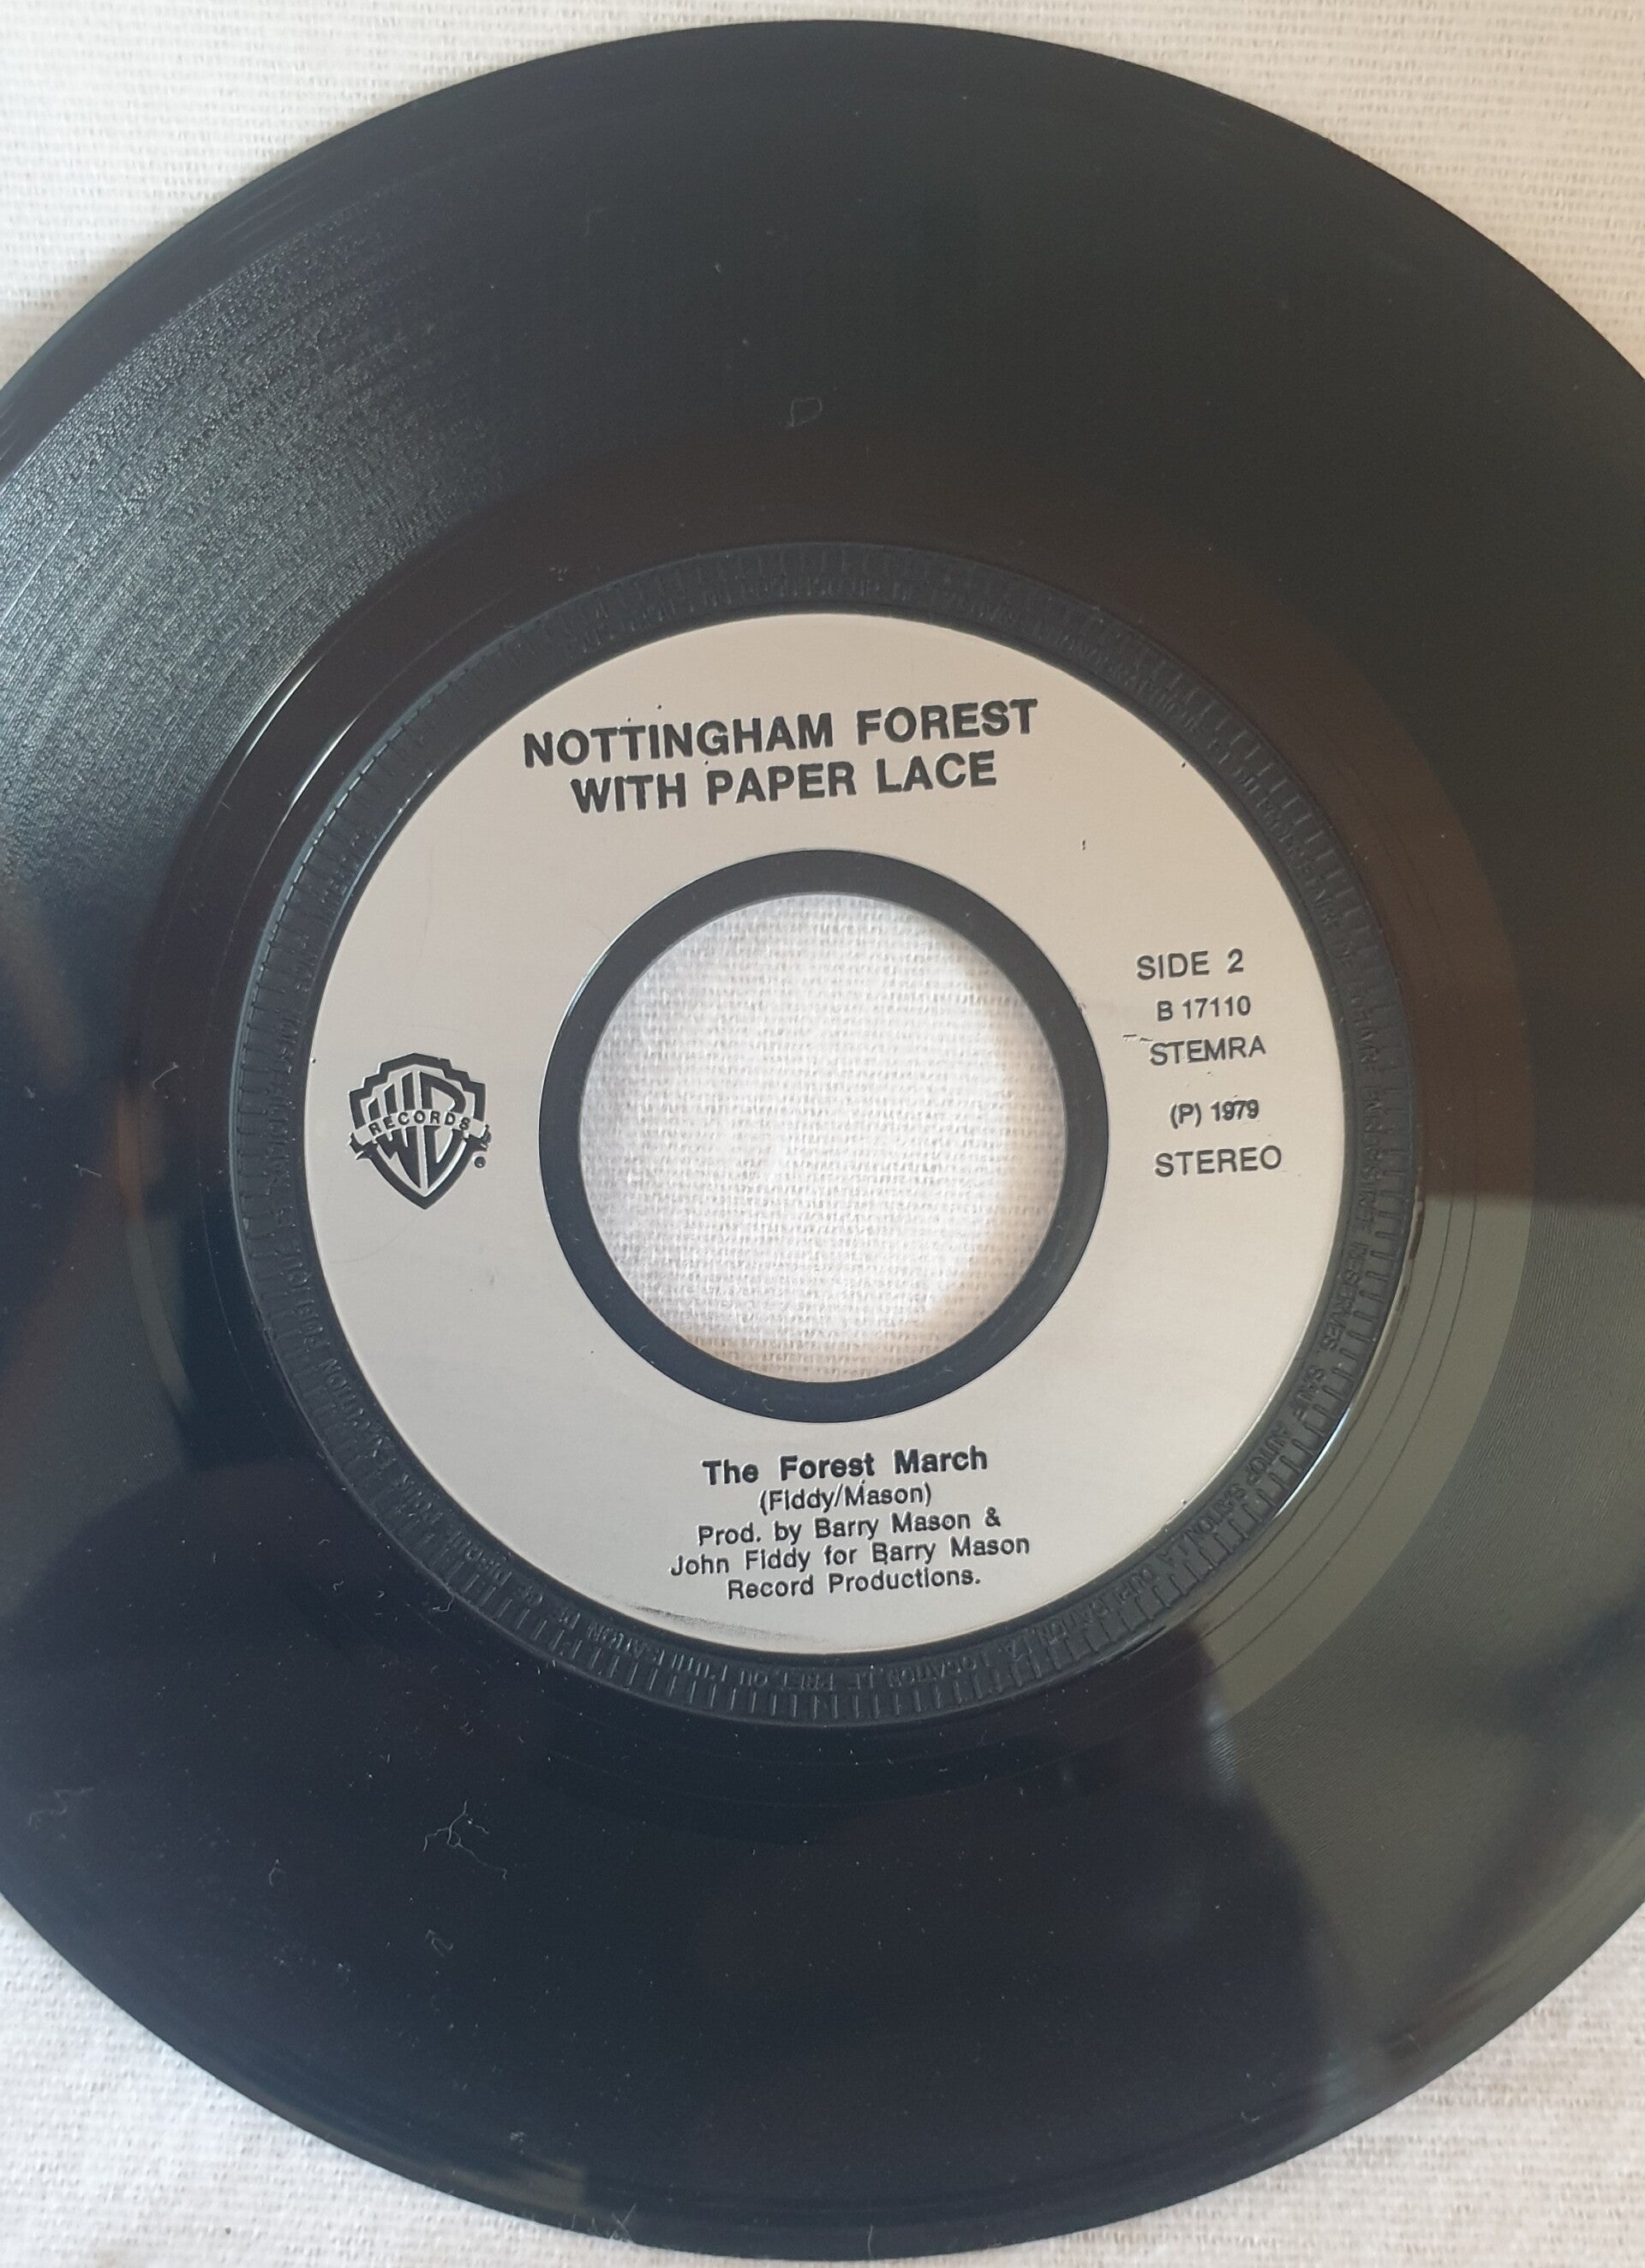 NOTTINGHAM FOREST
WITH PAPER LACE
SIDE 2
B 17110
STEMRA
(P) 1979
STEREO
WB
RECORDS
®
The Forest March
(Fiddy/Mason)
Prod. by Barry Mason &
John Fiddy for Barry Mason
Record Productions.